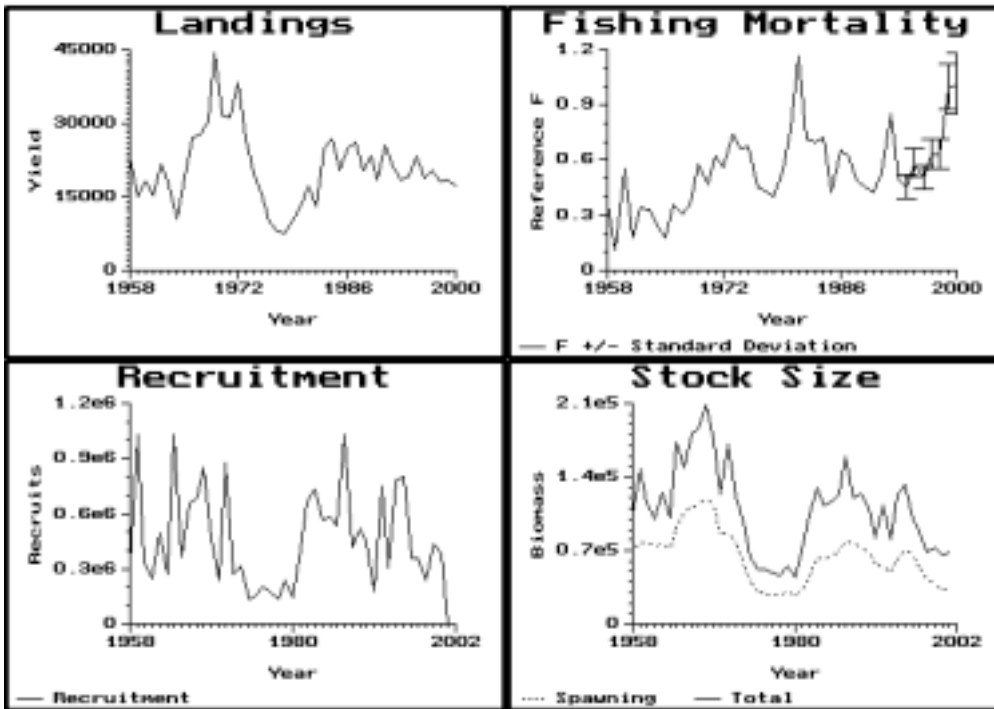 Landings
45000
30000
15000
0
Yield
1958 1972 1986 2000
Year
Fishing Mortality
1.2
0.9
0.6
0.3
0
Reference F
1958 1972 1986 2000
Year
F +/- Standard Deviation
Recruitment
1.2e6
0.9e6
0.6e6
0.3e6
0
Recruits
1958 1980 2002
Year
Recruitment
Stock Size
2.1e5
1.4e5
0.7e5
0
Biomass
1958 1980 2002
Year
Spawning Total